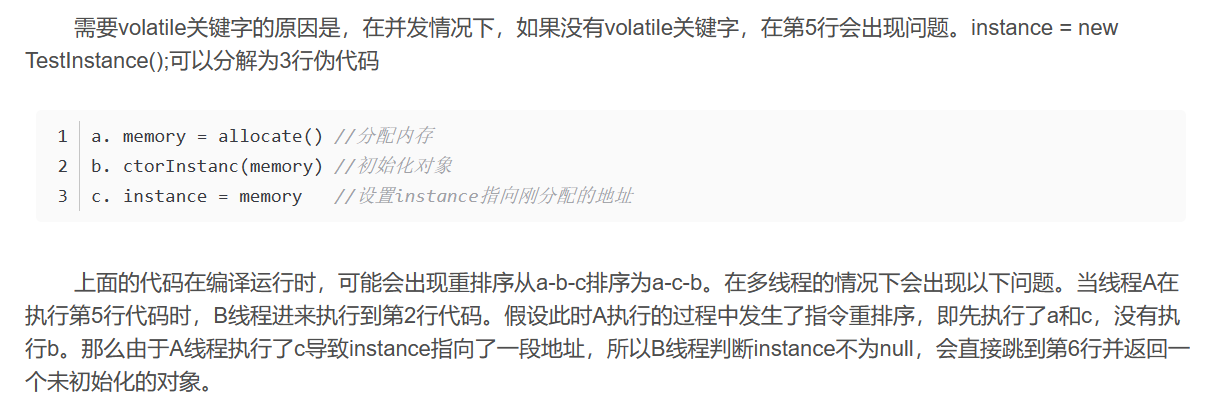 需要volatile关键字的原因是，在并发情况下，如果没有volatile关键字，在第5行会出现问题。instance = new
TestInstance();可以分解为3行伪代码
1 a. memory = allocate() //分配内存
2 b. ctorInstanc(memory) //初始化对象
3 c. instance = memory   //设置instance指向刚分配的地址
上面的代码在编译运行时，可能会出现重排序从a-b-c排序为a-c-b。在多线程的情况下会出现以下问题。当线程A在
执行第5行代码时，B线程进来执行到第2行代码。假设此时A执行的过程中发生了指令重排序，即先执行了a和c，没有执
行b。那么由于A线程执行了c导致instance指向了一段地址，所以B线程判断instance不为null，会直接跳到第6行并返回一
个未初始化的对象。